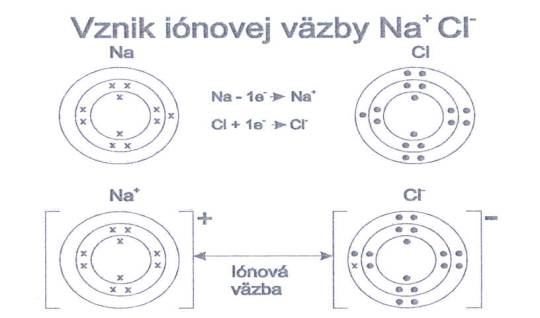 Vznik iónovej väzby Na⁺ Cl⁻
Na
Cl
Na - 1e⁻ → Na⁺
Cl + 1e⁻ → Cl⁻
Na⁺
Cl⁻
+
−
Iónová
väzba